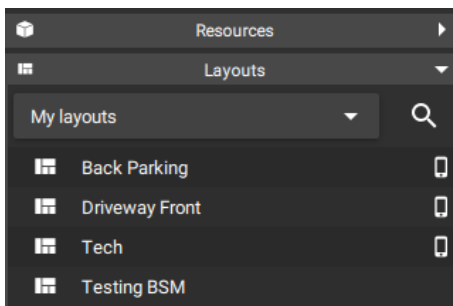 Resources
Layouts
My layouts
Back Parking
Driveway Front
Tech
Testing BSM